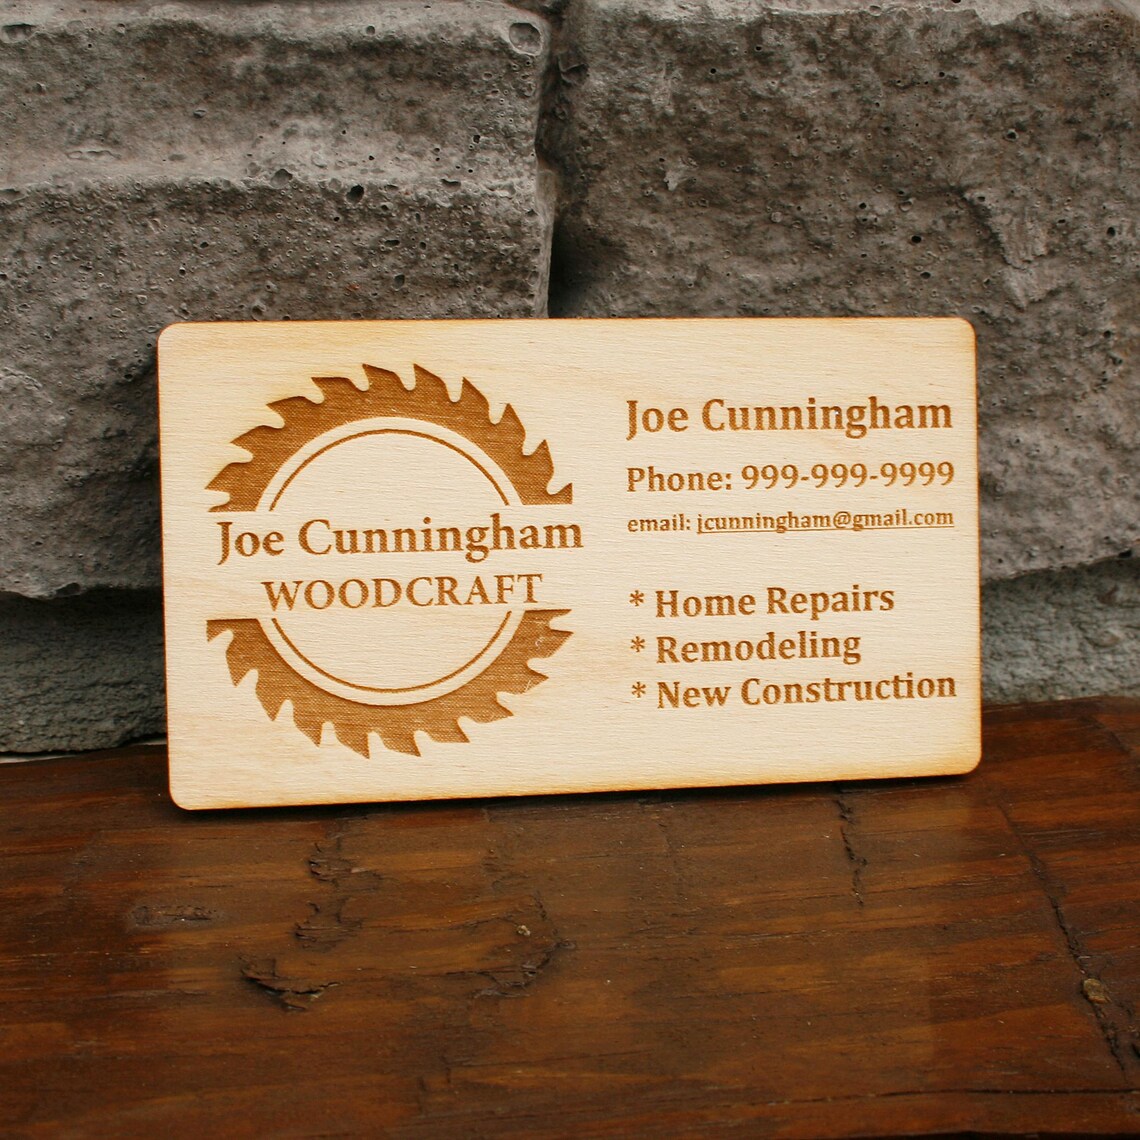 Joe Cunningham
WOODCRAFT
Joe Cunningham
Phone: 999-999-9999
email: jcunningham@gmail.com
* Home Repairs
* Remodeling
* New Construction